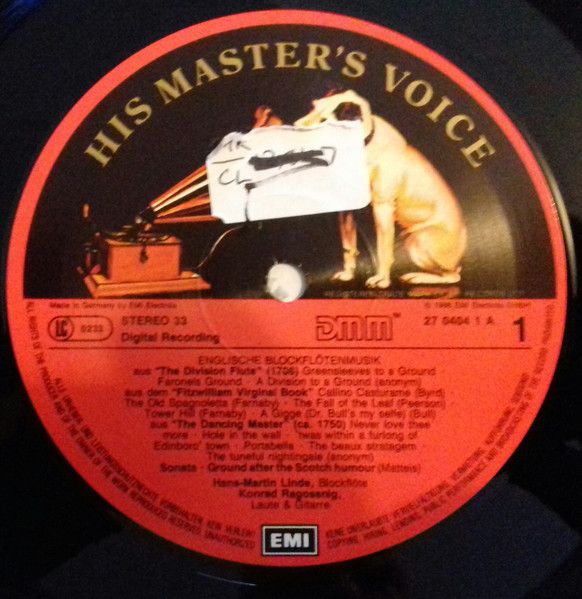 HIS MASTER'S VOICE
Made in Germany by EMI Electrola
LC 0233
STEREO 33
Digital Recording
DMM™
27 0404 1 A
1
ENGLISCHE BLOCKFLÖTENMUSIK
aus "The Division Flute" (1706) Greensleeves to a Ground
Faronels Ground · A Division to a Ground (anonym)
aus dem "Fitzwilliam Virginal Book" Callino Casturame (Byrd)
The Old Spagnoletta (Farnaby) · The Fall of the Leaf (Peerson)
Tower Hill (Farnaby) · A Gigge (Dr. Bull's my selfe) (Bull)
aus "The Dancing Master" (ca. 1750) Never love thee
more · Hole in the wall · 'twas within a furlong of
Edinboro' town · Portabella · The beaux stratagem
The tuneful nightingale (anonym)
Sonata · Ground after the Scotch humour (Matteis)
Hans-Martin Linde, Blockflöte
Konrad Ragossnig,
Laute & Gitarre
EMI